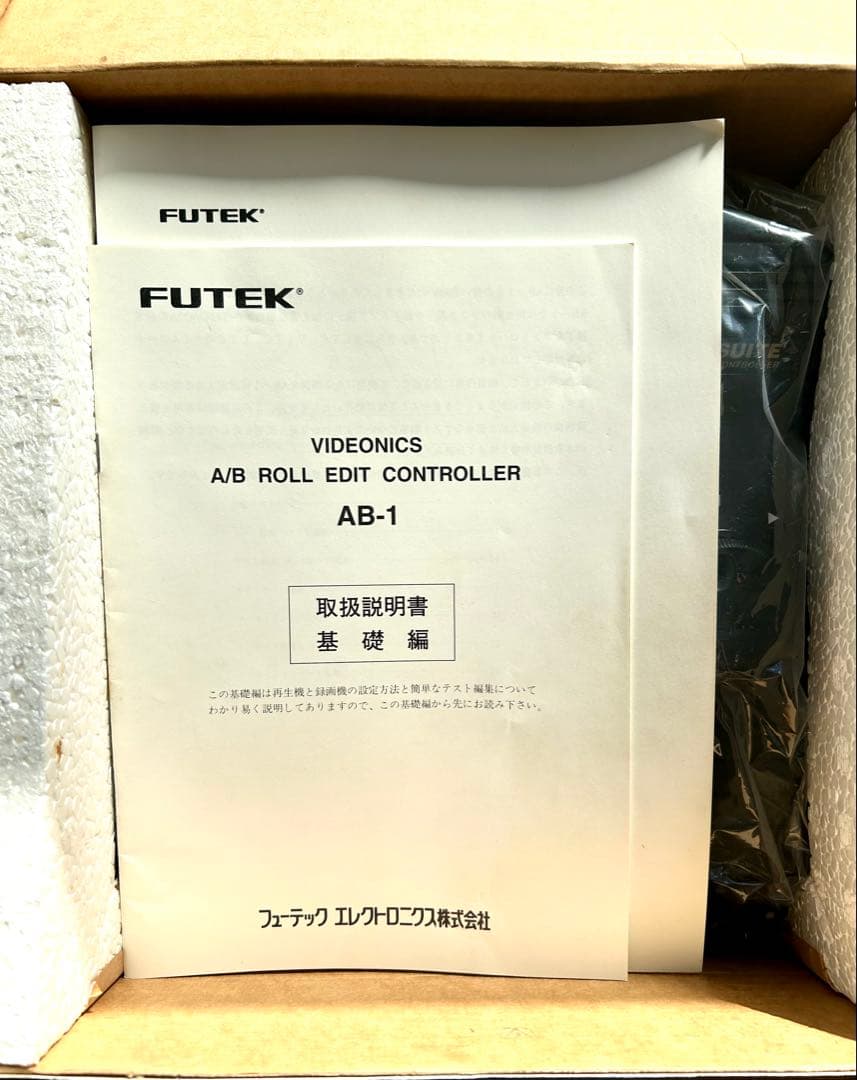 FUTEK®
FUTEK®
VIDEONICS
A/B ROLL EDIT CONTROLLER
AB-1
取扱説明書
基礎編
この基礎編は再生機と録画機の設定方法と簡単なテスト編集について
わかり易く説明してありますので、この基礎編から先にお読み下さい。
フューテック エレクトロニクス株式会社
SUITE